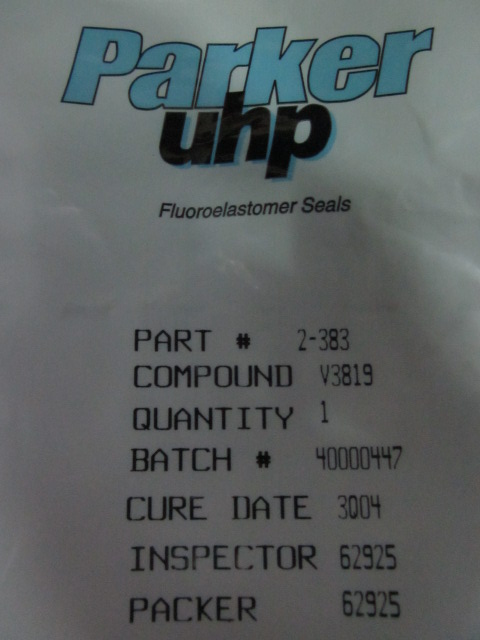 Parker
uhp
Fluoroelastomer Seals
PART # 2-383
COMPOUND V3819
QUANTITY 1
BATCH # 40000447
CURE DATE 3Q04
INSPECTOR 62925
PACKER 62925